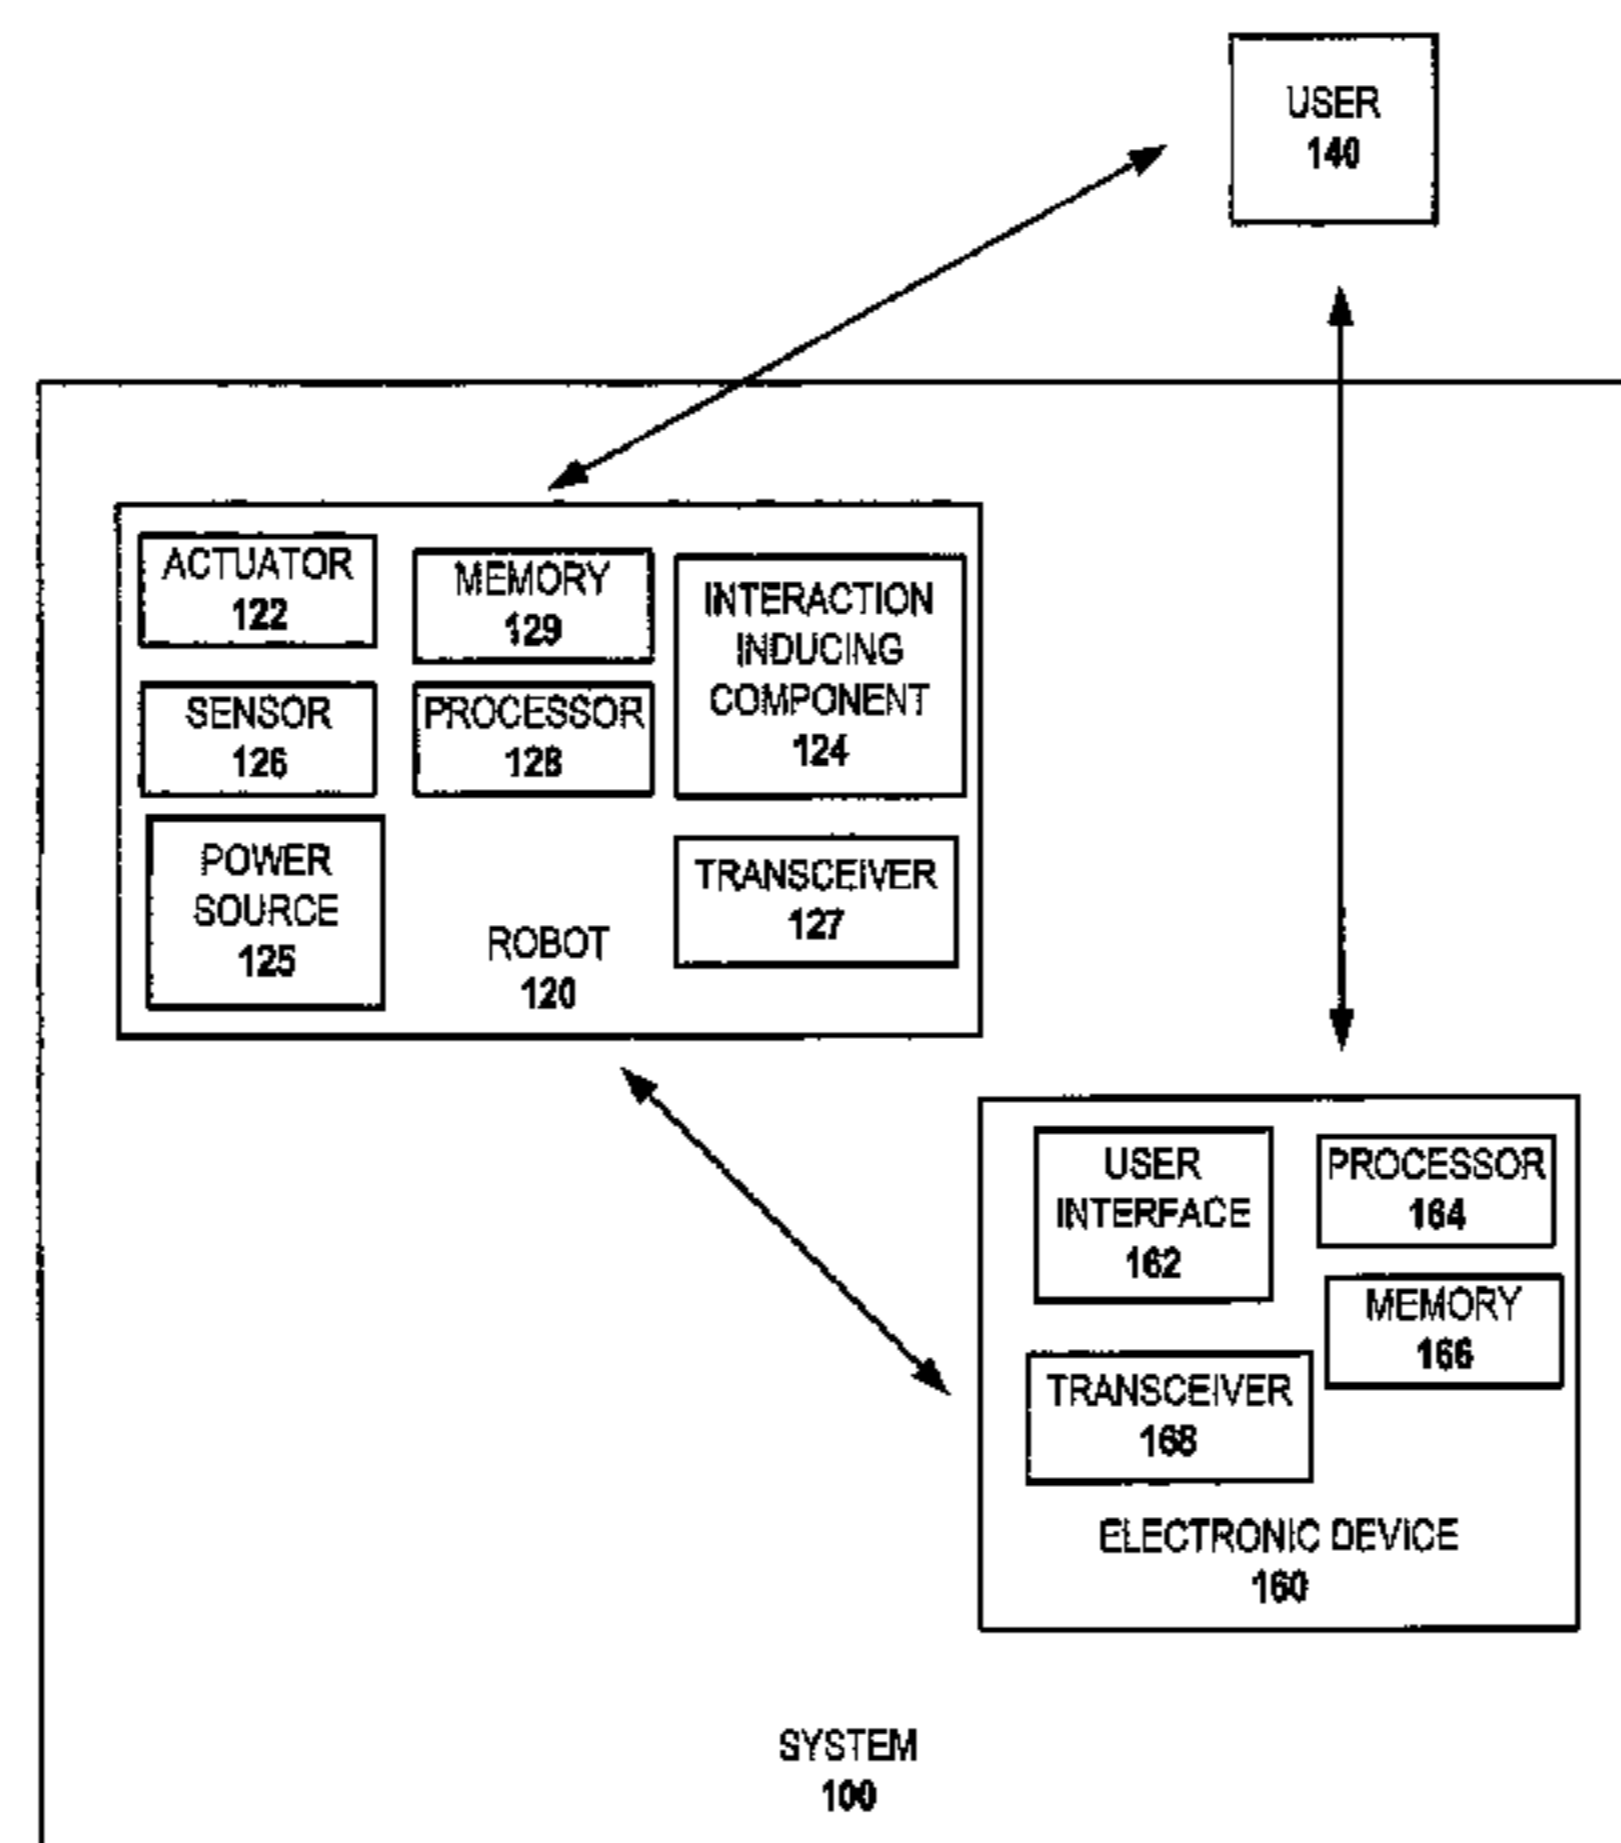 USER
140
ACTUATOR
122
MEMORY
129
INTERACTION
INDUCING
COMPONENT
124
SENSOR
126
PROCESSOR
128
POWER
SOURCE
125
TRANSCEIVER
127
ROBOT
120
USER
INTERFACE
162
PROCESSOR
164
MEMORY
166
TRANSCEIVER
168
ELECTRONIC DEVICE
160
SYSTEM
100